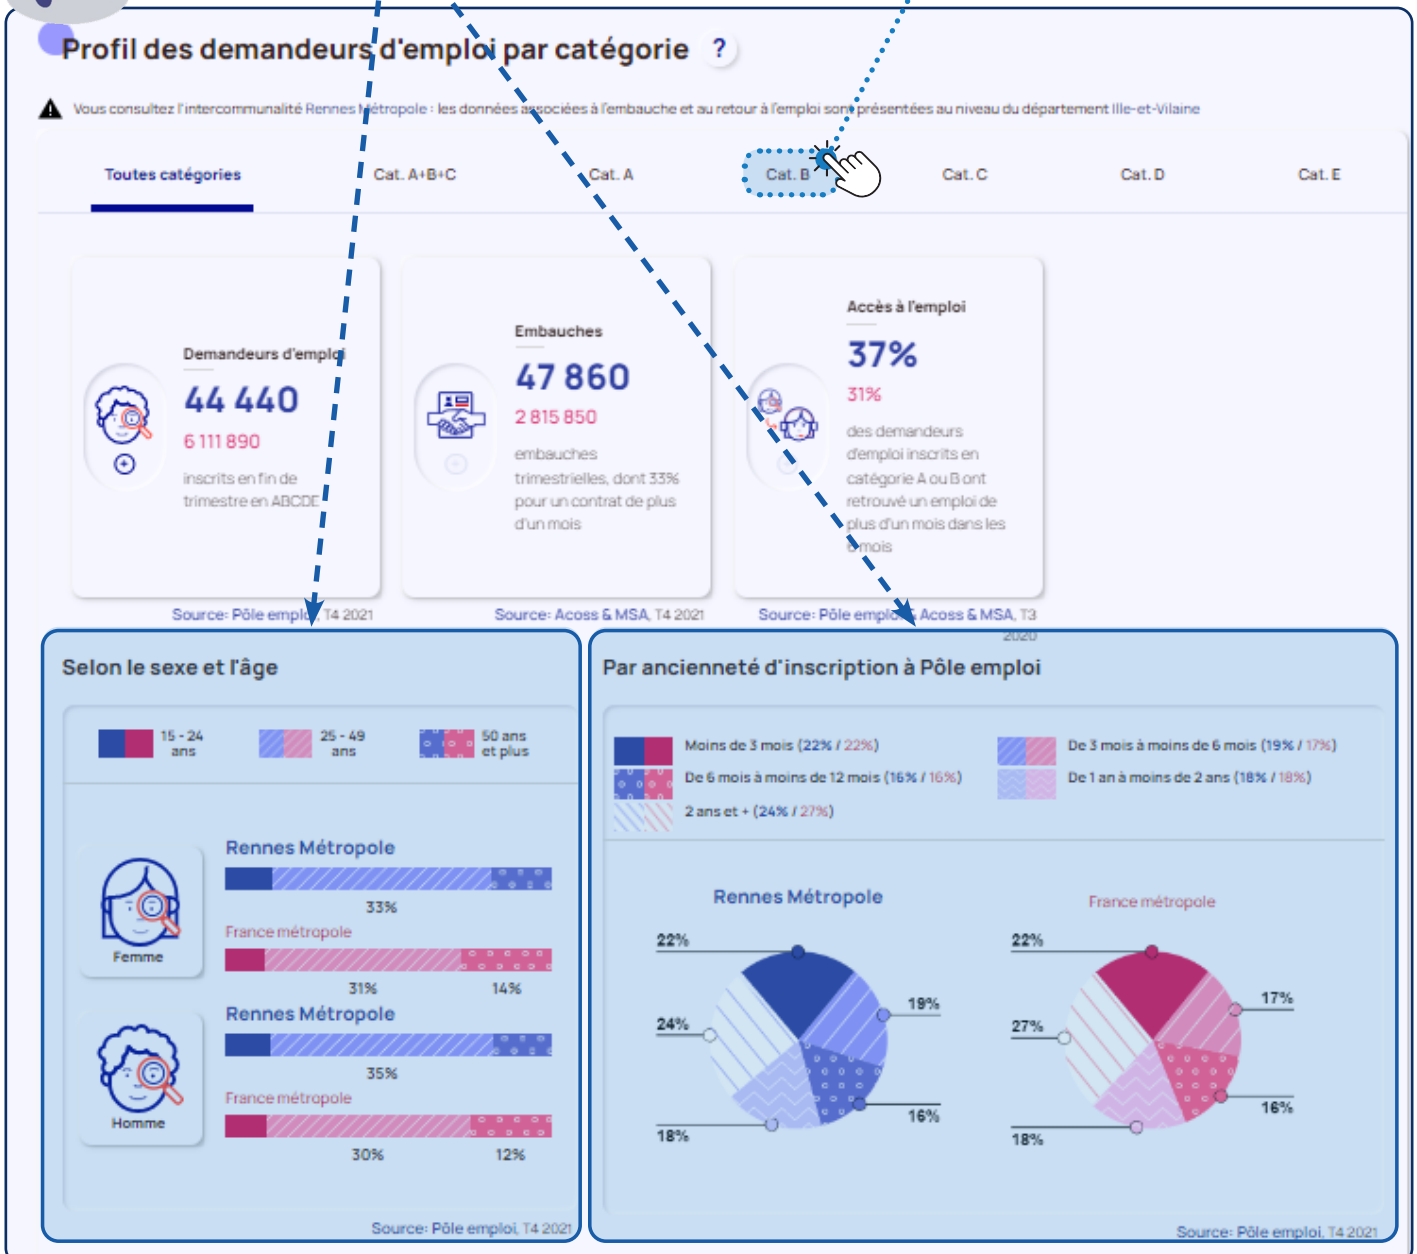 Profil des demandeurs d'emploi par catégorie ?
Vous consultez l'intercommunalité Rennes Métropole : les données associées à l'embauche et au retour à l'emploi sont présentées au niveau du département Ille-et-Vilaine
Toutes catégories
Cat. A+B+C
Cat. A
Cat. B
Cat. C
Cat. D
Cat. E
Demandeurs d'emploi
44 440
6 111 890
inscrits en fin de
trimestre en ABCDE
Source: Pôle emploi, T4 2021
Embauches
47 860
2 815 850
embauches
trimestrielles, dont 33%
pour un contrat de plus
d'un mois
Source: Acoss & MSA, T4 2021
Accès à l'emploi
37%
31%
des demandeurs
d'emploi inscrits en
catégorie A ou B ont
retrouvé un emploi de
plus d'un mois dans les
6 mois
Source: Pôle emploi & Acoss & MSA, T3
2020
Selon le sexe et l'âge
15 - 24
ans
25 - 49
ans
50 ans
et plus
Femme
Rennes Métropole
33%
France métropole
31%
14%
Homme
Rennes Métropole
35%
France métropole
30%
12%
Source: Pôle emploi, T4 2021
Par ancienneté d'inscription à Pôle emploi
Moins de 3 mois (22% / 22%)
De 3 mois à moins de 6 mois (19% / 17%)
De 6 mois à moins de 12 mois (16% / 16%)
De 1 an à moins de 2 ans (18% / 18%)
2 ans et + (24% / 27%)
Rennes Métropole
22%
19%
24%
16%
18%
France métropole
22%
17%
27%
16%
18%
Source: Pôle emploi, T4 2021